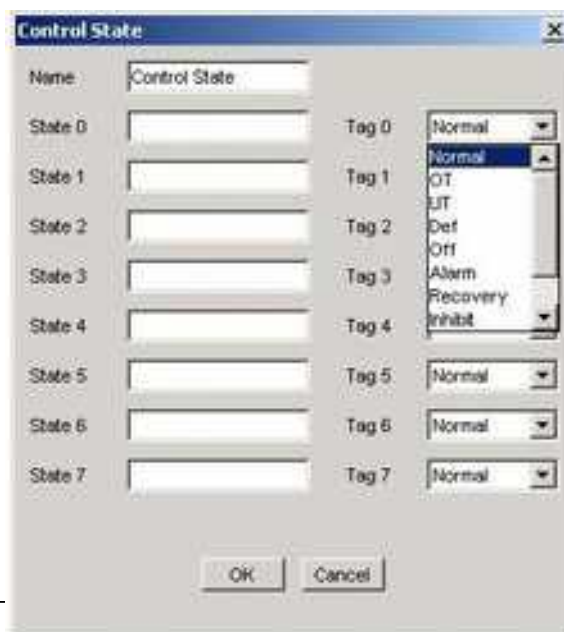 Control State
Name Control State
State 0 Tag 0 Normal
Normal
State 1 Tag 1 OT
UT
State 2 Tag 2 Def
Off
State 3 Tag 3 Alarm
Recovery
State 4 Tag 4 Inhibit
State 5 Tag 5 Normal
State 6 Tag 6 Normal
State 7 Tag 7 Normal
OK Cancel